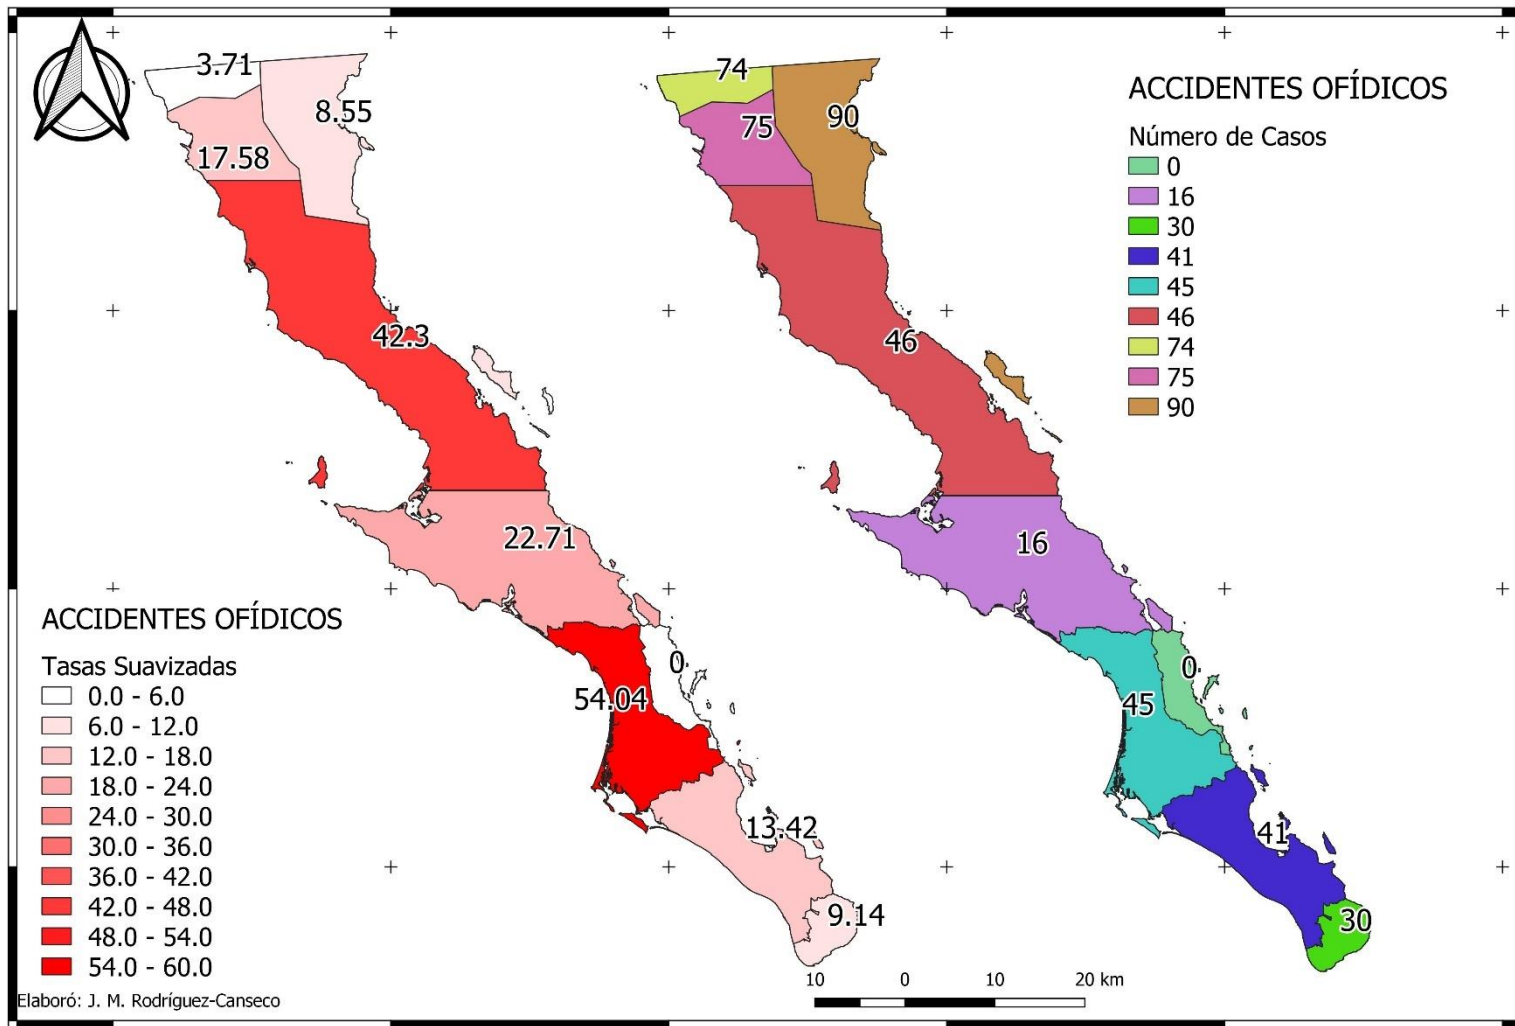 3.71
8.55
17.58
42.3
22.71
0
54.04
13.42
9.14
ACCIDENTES OFÍDICOS
Tasas Suavizadas
0.0 - 6.0
6.0 - 12.0
12.0 - 18.0
18.0 - 24.0
24.0 - 30.0
30.0 - 36.0
36.0 - 42.0
42.0 - 48.0
48.0 - 54.0
54.0 - 60.0
Elaboró: J. M. Rodríguez-Canseco
74
75
90
46
16
0
45
41
30
ACCIDENTES OFÍDICOS
Número de Casos
0
16
30
41
45
46
74
75
90
10 0 10 20 km